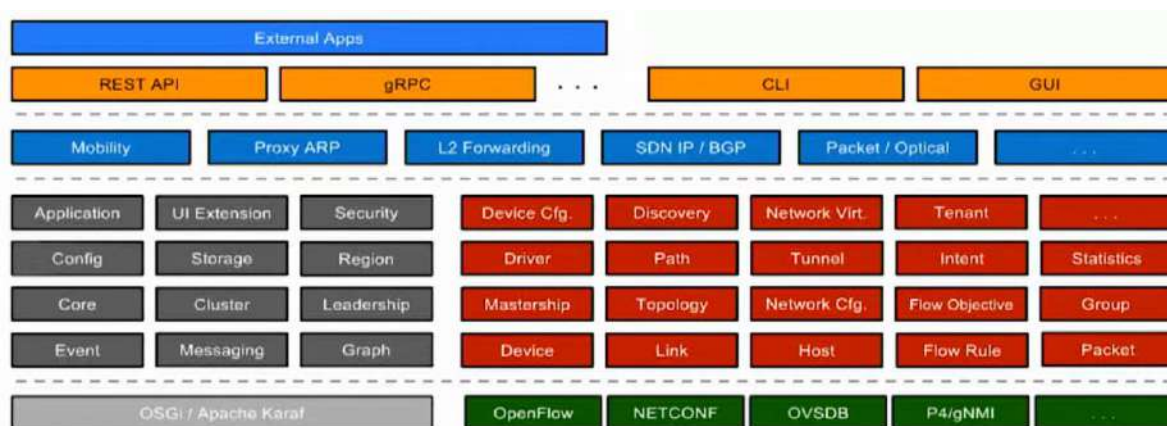 External Apps
REST API gRPC . . . CLI GUI
Mobility Proxy ARP L2 Forwarding SDN IP / BGP Packet / Optical . . .
Application UI Extension Security Device Cfg. Discovery Network Virt. Tenant . . .
Config Storage Region Driver Path Tunnel Intent Statistics
Core Cluster Leadership Mastership Topology Network Cfg. Flow Objective Group
Event Messaging Graph Device Link Host Flow Rule Packet
OSGi / Apache Karaf OpenFlow NETCONF OVSDB P4/gNMI . . .